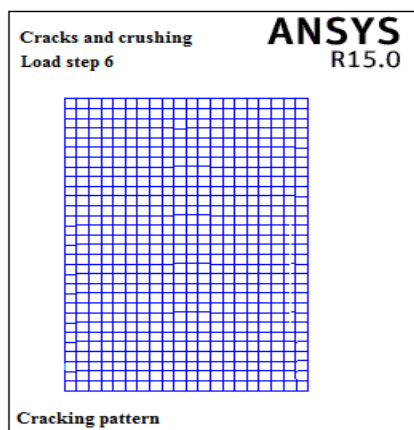 Cracks and crushing
Load step 6
ANSYS
R15.0
Cracking pattern